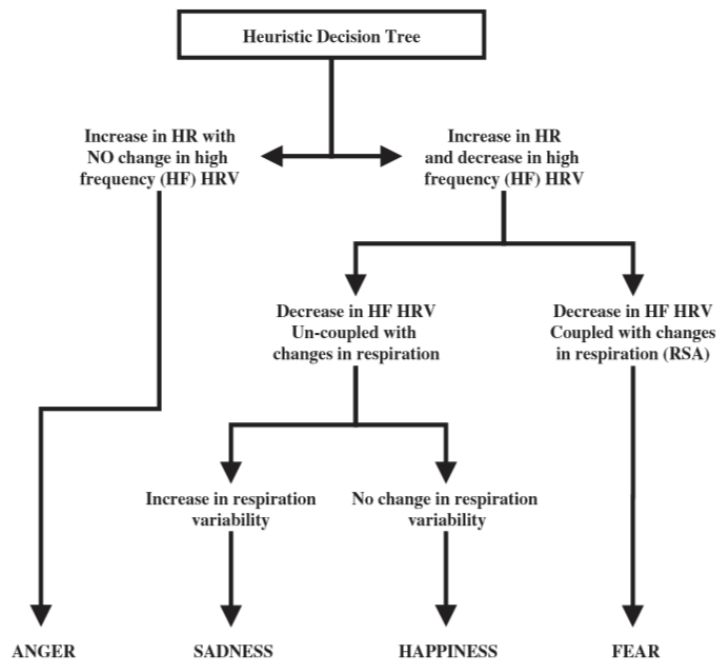 Heuristic Decision Tree
Increase in HR with
NO change in high
frequency (HF) HRV
Increase in HR
and decrease in high
frequency (HF) HRV
Decrease in HF HRV
Un-coupled with
changes in respiration
Decrease in HF HRV
Coupled with changes
in respiration (RSA)
Increase in respiration
variability
No change in respiration
variability
ANGER
SADNESS
HAPPINESS
FEAR